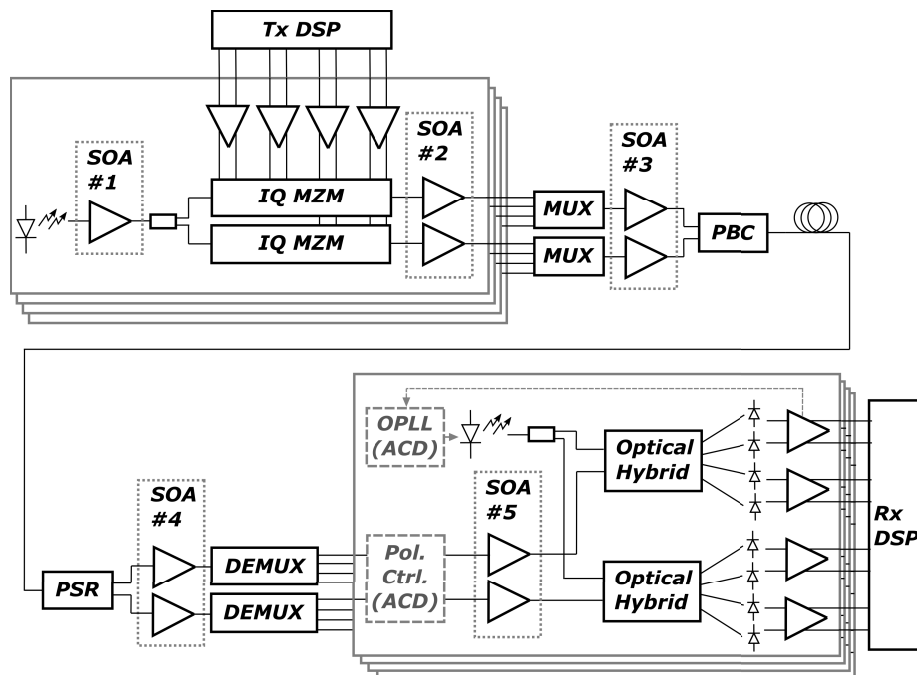 Tx DSP
SOA
#1
SOA
#2
SOA
#3
IQ MZM
IQ MZM
MUX
MUX
PBC
OPLL
(ACD)
Optical
Hybrid
SOA
#4
SOA
#5
Rx
DSP
Pol.
Ctrl.
(ACD)
DEMUX
DEMUX
PSR
Optical
Hybrid